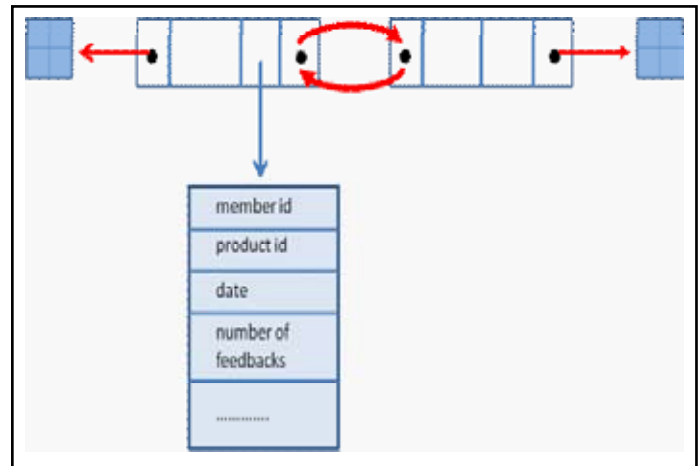 member id
product id
date
number of
feedbacks
.............